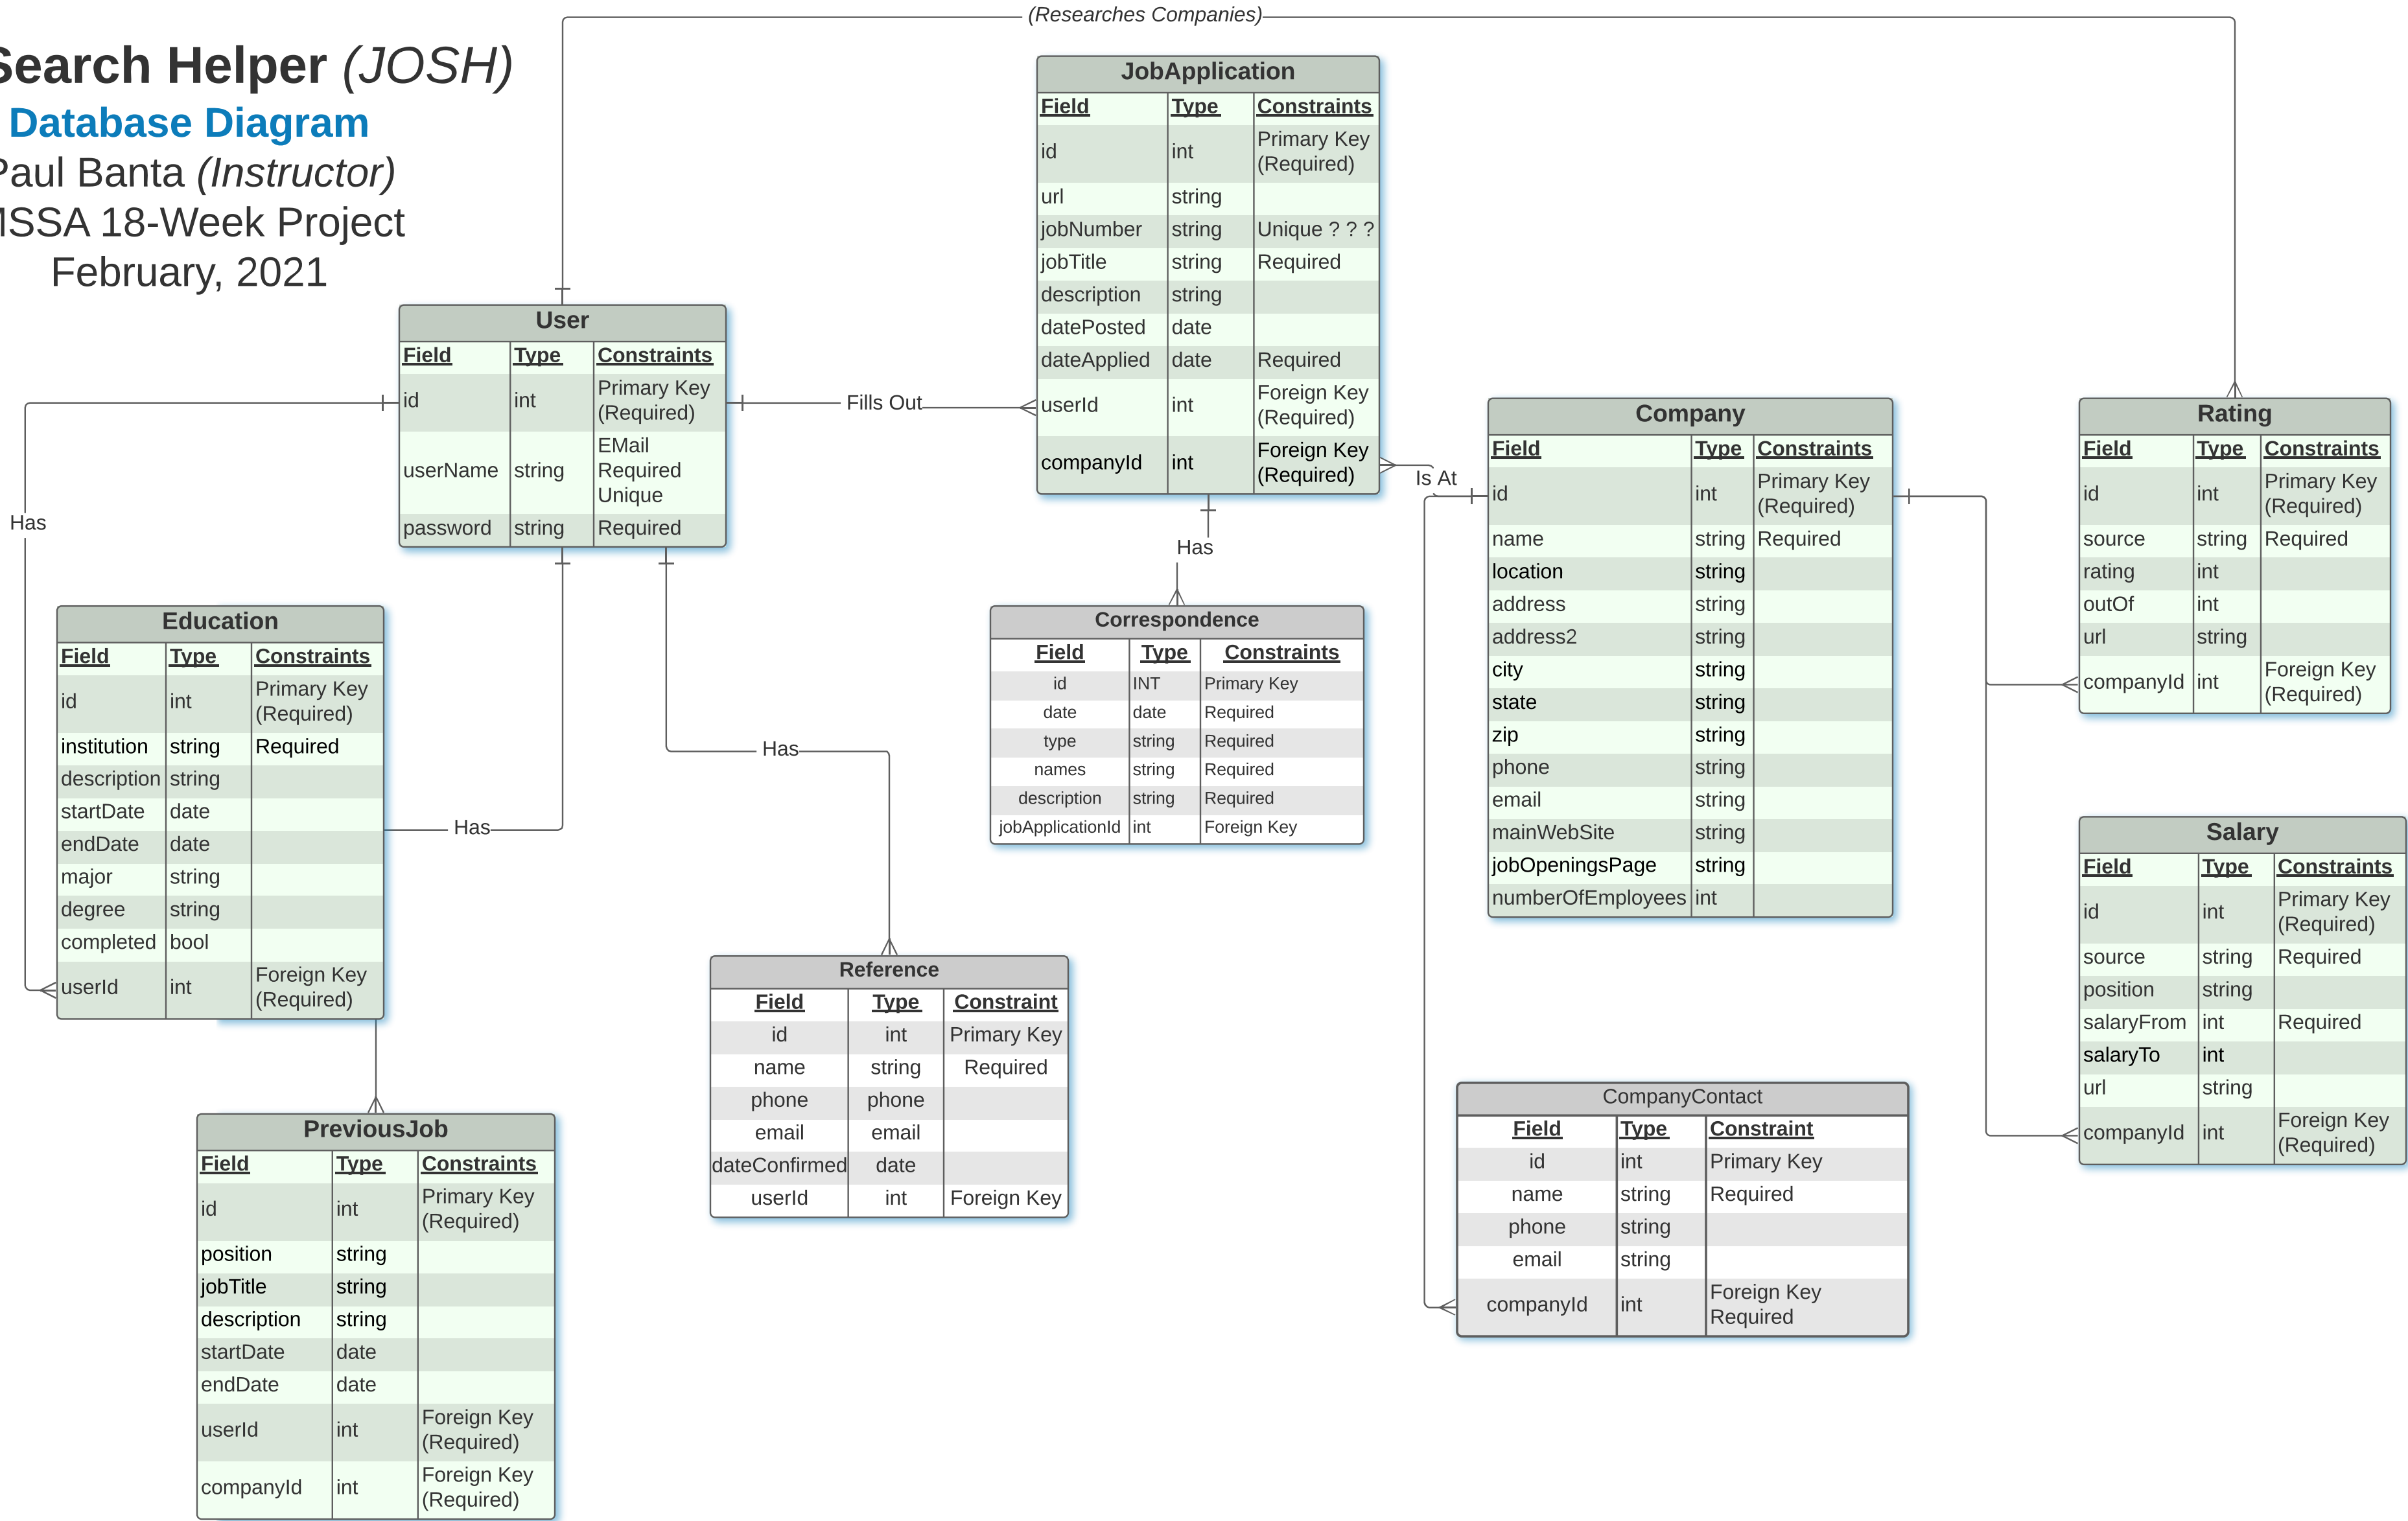 (Researches Companies)
Search Helper (JOSH)
Database Diagram
Paul Banta (Instructor)
MSSA 18-Week Project
February, 2021
JobApplication
Field Type Constraints
id int Primary Key
(Required)
url string
jobNumber string Unique ? ? ?
jobTitle string Required
description string
datePosted date
dateApplied date Required
userId int Foreign Key
(Required)
companyId int Foreign Key
(Required)
User
Field Type Constraints
id int Primary Key
(Required)
userName string EMail
Required
Unique
password string Required
Fills Out
Is At
Has
Has
Has
Has
Company
Field Type Constraints
id int Primary Key
(Required)
name string Required
location string
address string
address2 string
city string
state string
zip string
phone string
email string
mainWebSite string
jobOpeningsPage string
numberOfEmployees int
Rating
Field Type Constraints
id int Primary Key
(Required)
source string Required
rating int
outOf int
url string
companyId int Foreign Key
(Required)
Education
Field Type Constraints
id int Primary Key
(Required)
institution string Required
description string
startDate date
endDate date
major string
degree string
completed bool
userId int Foreign Key
(Required)
Correspondence
Field Type Constraints
id INT Primary Key
date date Required
type string Required
names string Required
description string Required
jobApplicationId int Foreign Key
Salary
Field Type Constraints
id int Primary Key
(Required)
source string Required
position string
salaryFrom int Required
salaryTo int
url string
companyId int Foreign Key
(Required)
Reference
Field Type Constraint
id int Primary Key
name string Required
phone phone
email email
dateConfirmed date
userId int Foreign Key
CompanyContact
Field Type Constraint
id int Primary Key
name string Required
phone string
email string
companyId int Foreign Key
Required
PreviousJob
Field Type Constraints
id int Primary Key
(Required)
position string
jobTitle string
description string
startDate date
endDate date
userId int Foreign Key
(Required)
companyId int Foreign Key
(Required)